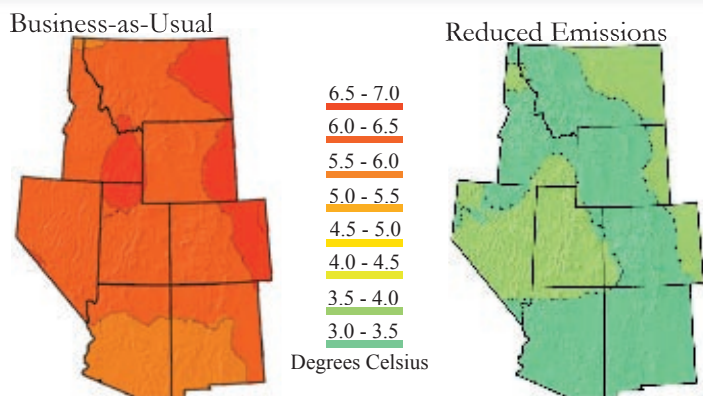 Business-as-Usual
Reduced Emissions
6.5 - 7.0
6.0 - 6.5
5.5 - 6.0
5.0 - 5.5
4.5 - 5.0
4.0 - 4.5
3.5 - 4.0
3.0 - 3.5
Degrees Celsius